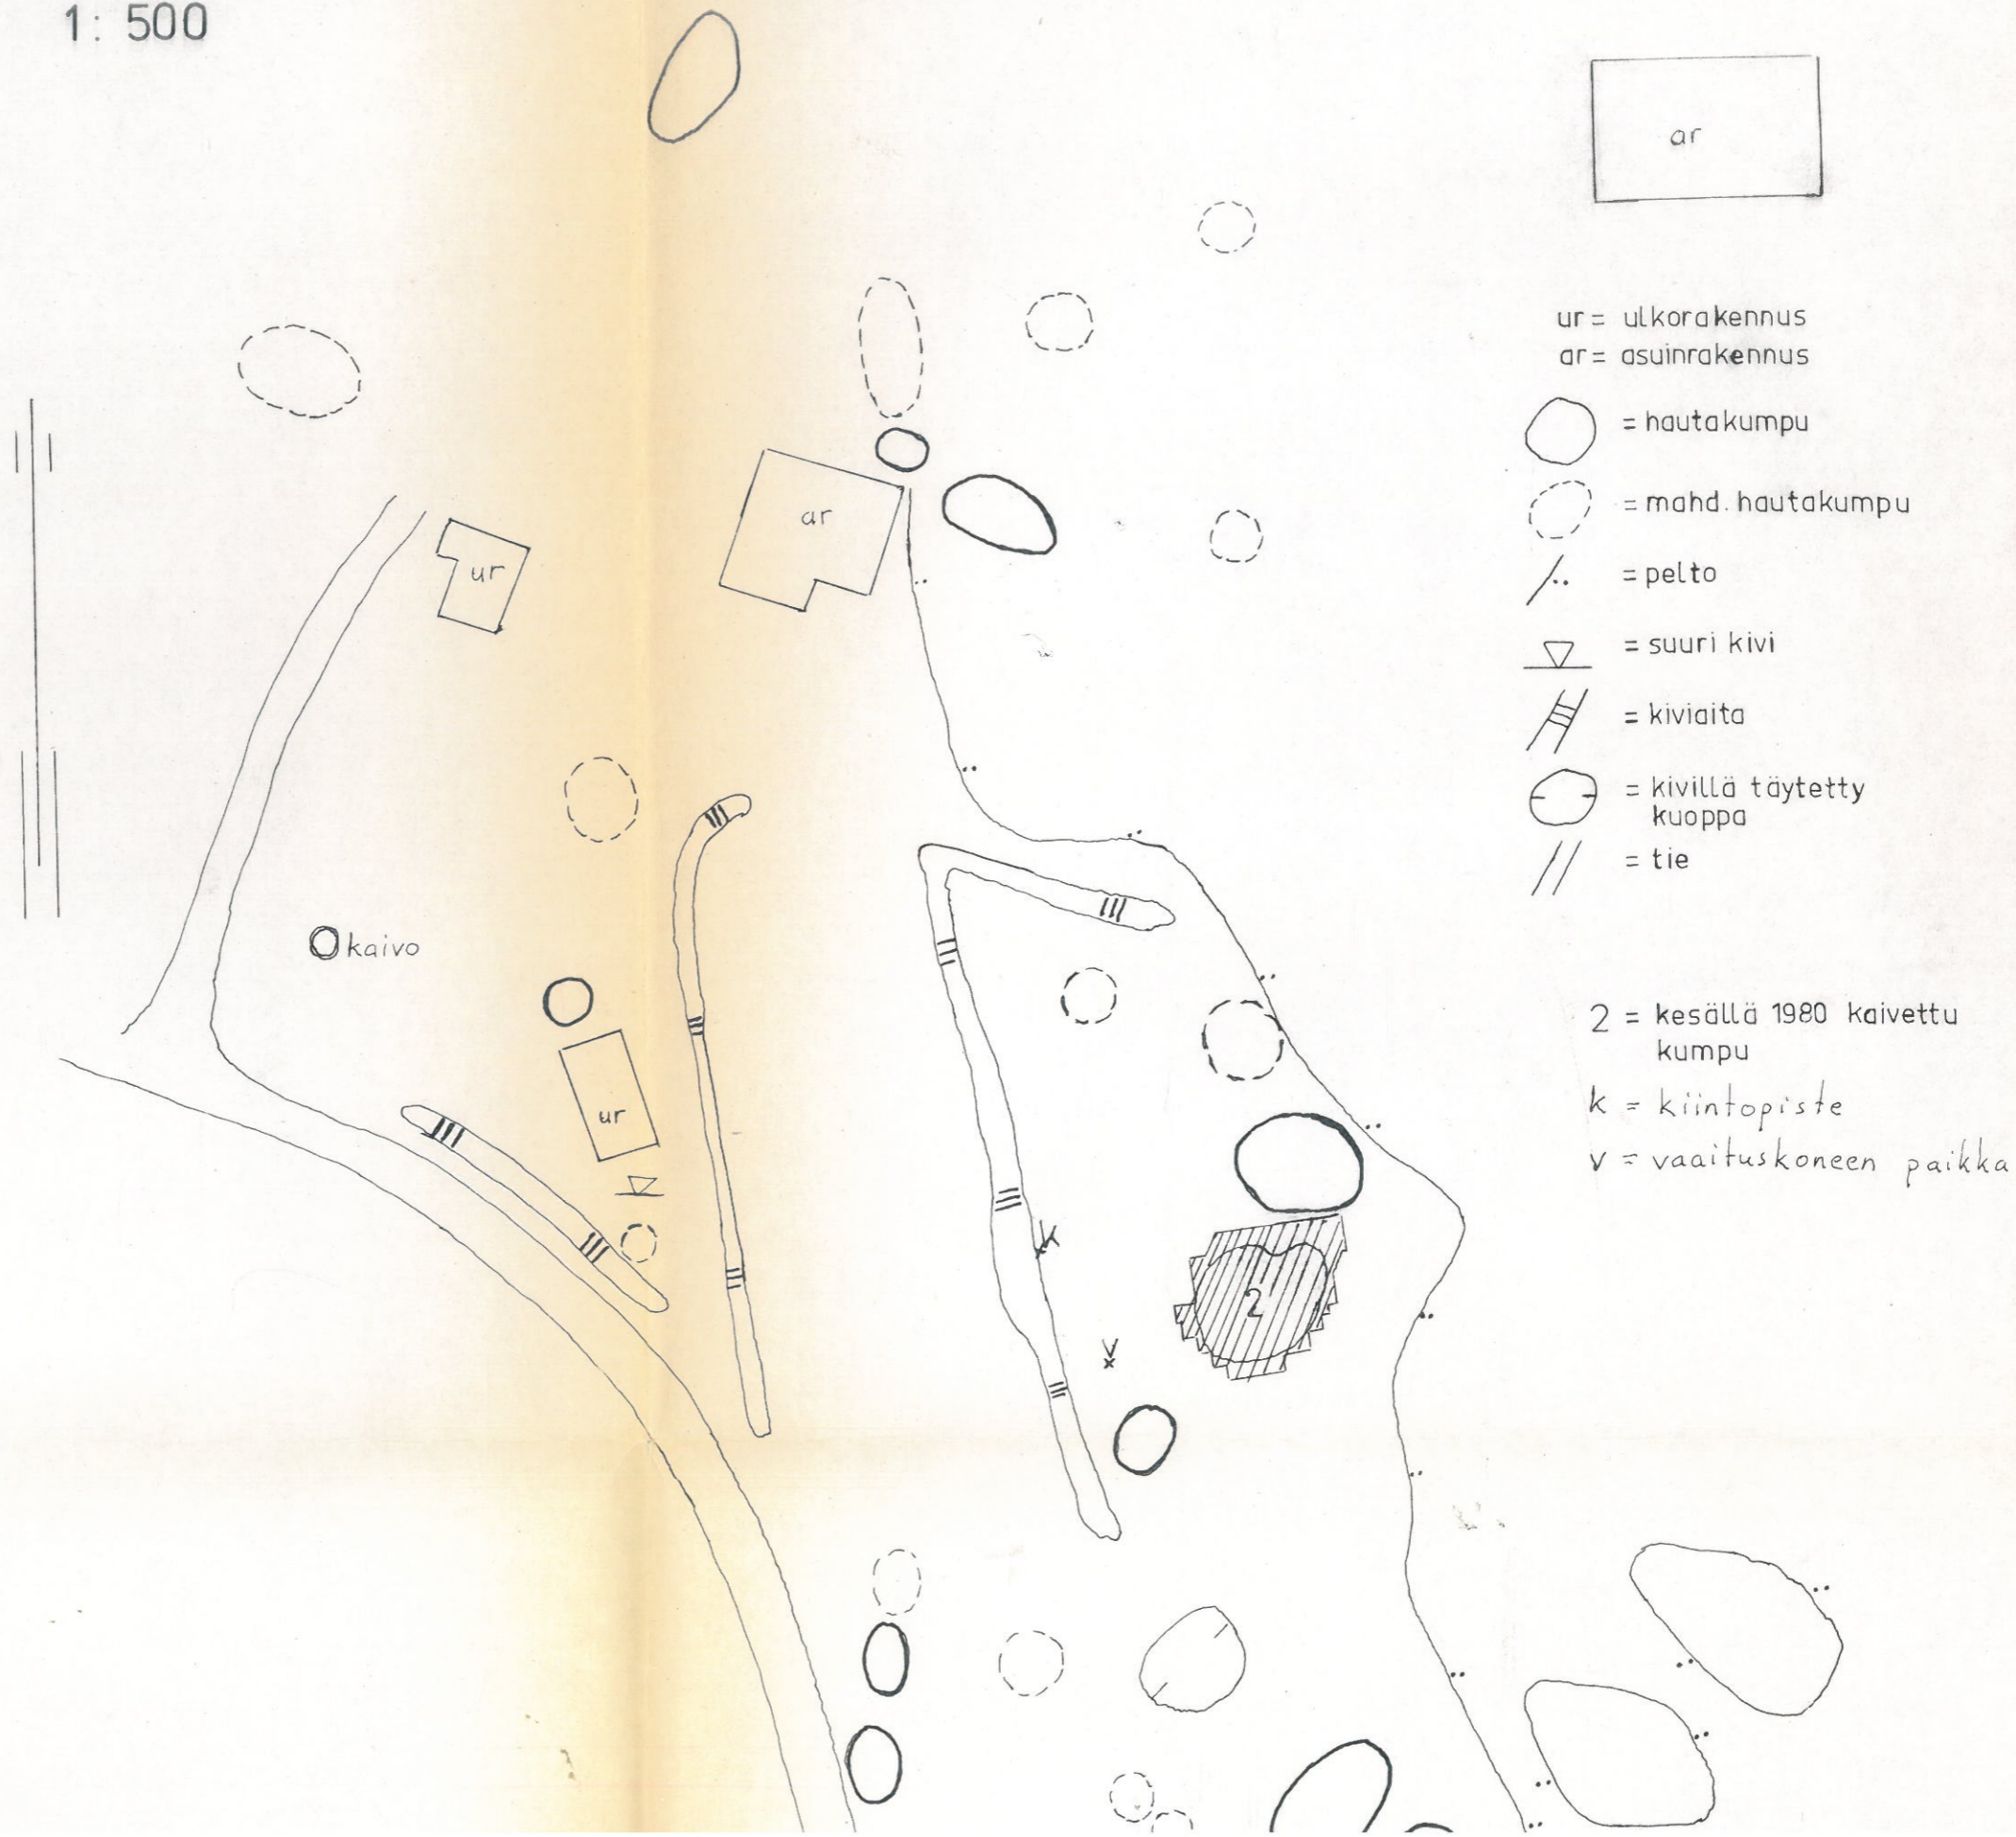 1: 500
ar
ur = ulkorakennus
ar = asuinrakennus
= hautakumpu
= mahd. hautakumpu
= pelto
= suuri kivi
= kiviaita
= kivillä täytetty
kuoppa
= tie
ar
ur
kaivo
ur
2 = kesällä 1980 kaivettu
kumpu
k = kiintopiste
v = vaaituskoneen paikka
K
2
V